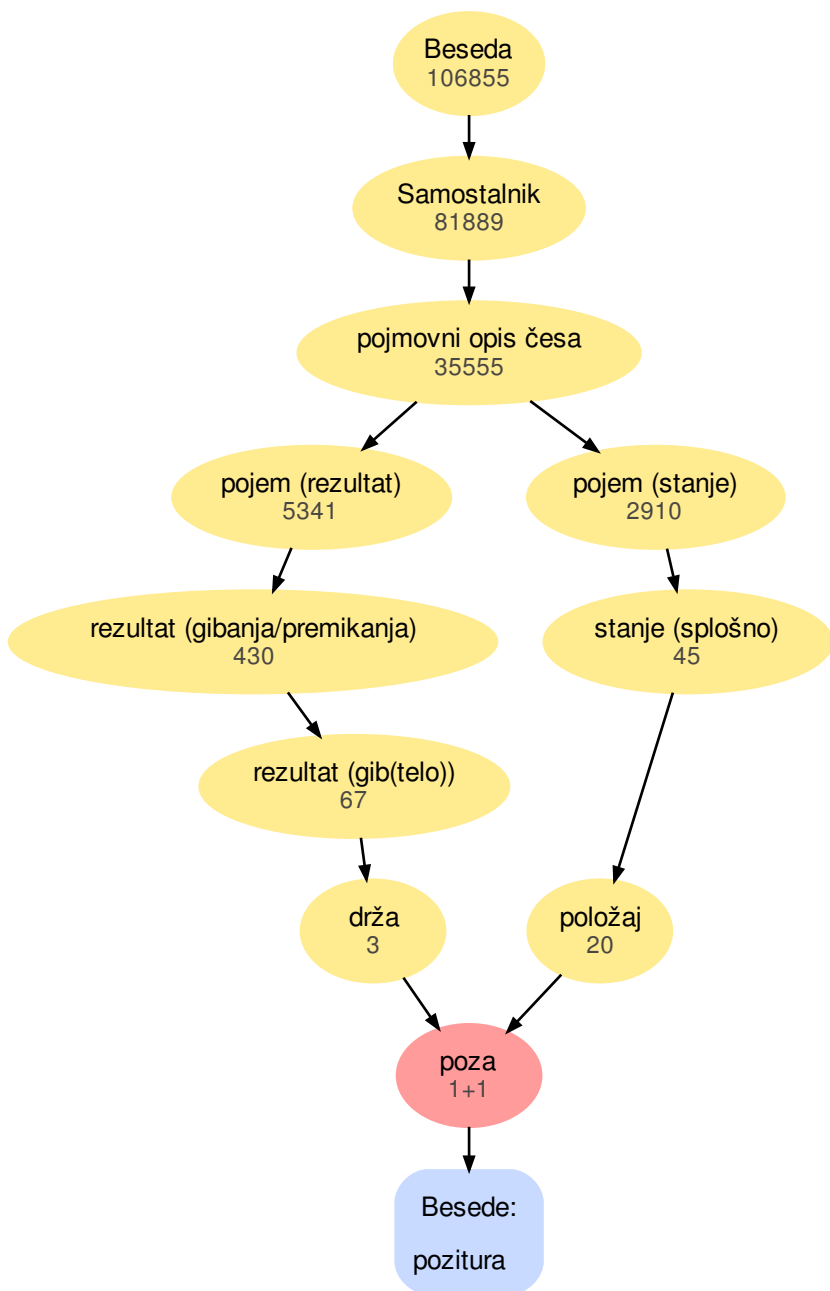 Beseda
106855
Samostalnik
81889
pojmovni opis česa
35555
pojem (rezultat)
5341
pojem (stanje)
2910
rezultat (gibanja/premikanja)
430
stanje (splošno)
45
rezultat (gib(telo))
67
drža
3
položaj
20
poza
1+1
Besede:
pozitura